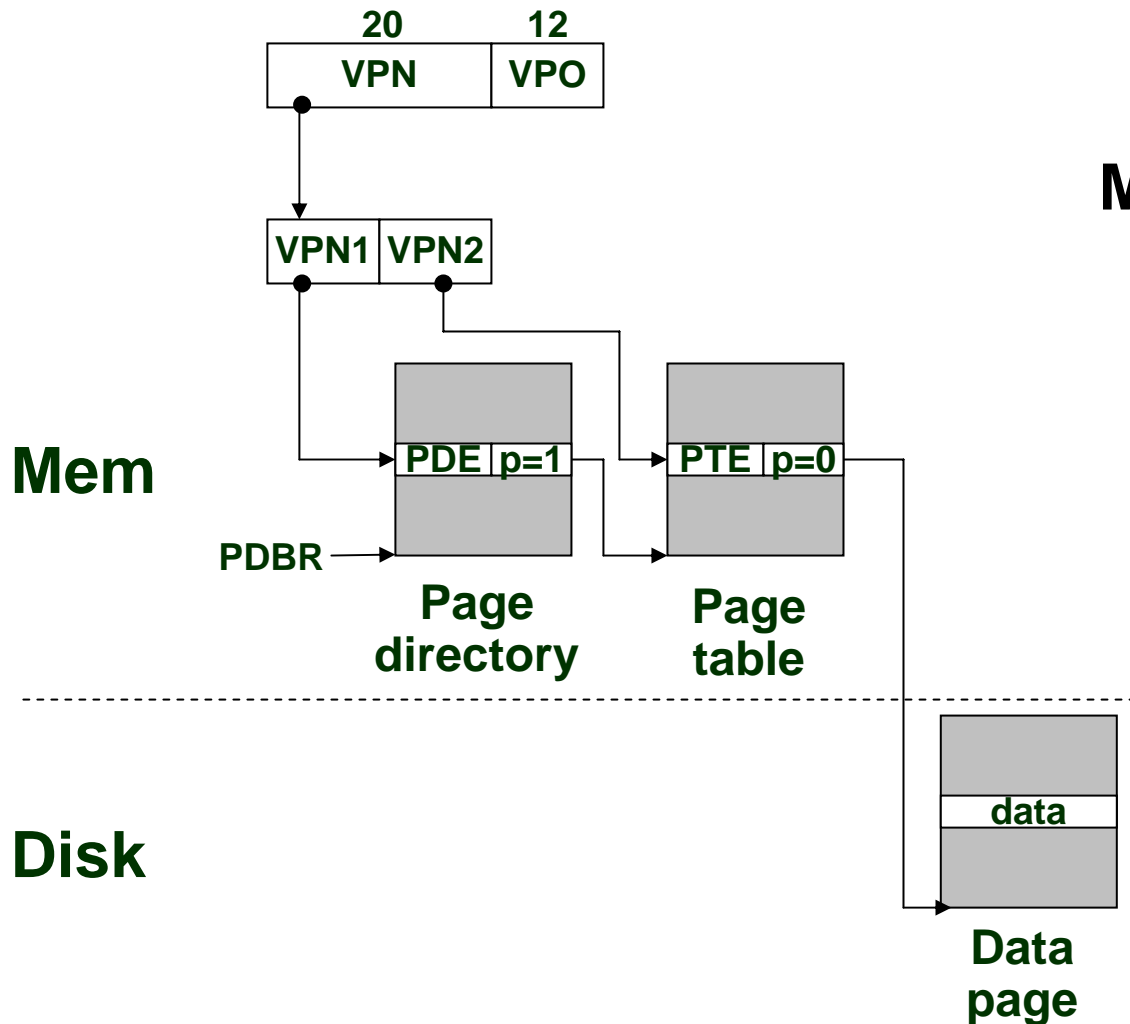 20 12
VPN VPO
M
VPN1 VPN2
Mem
PDE p=1 PTE p=0
PDBR
Page
directory
Page
table
Disk
data
Data
page